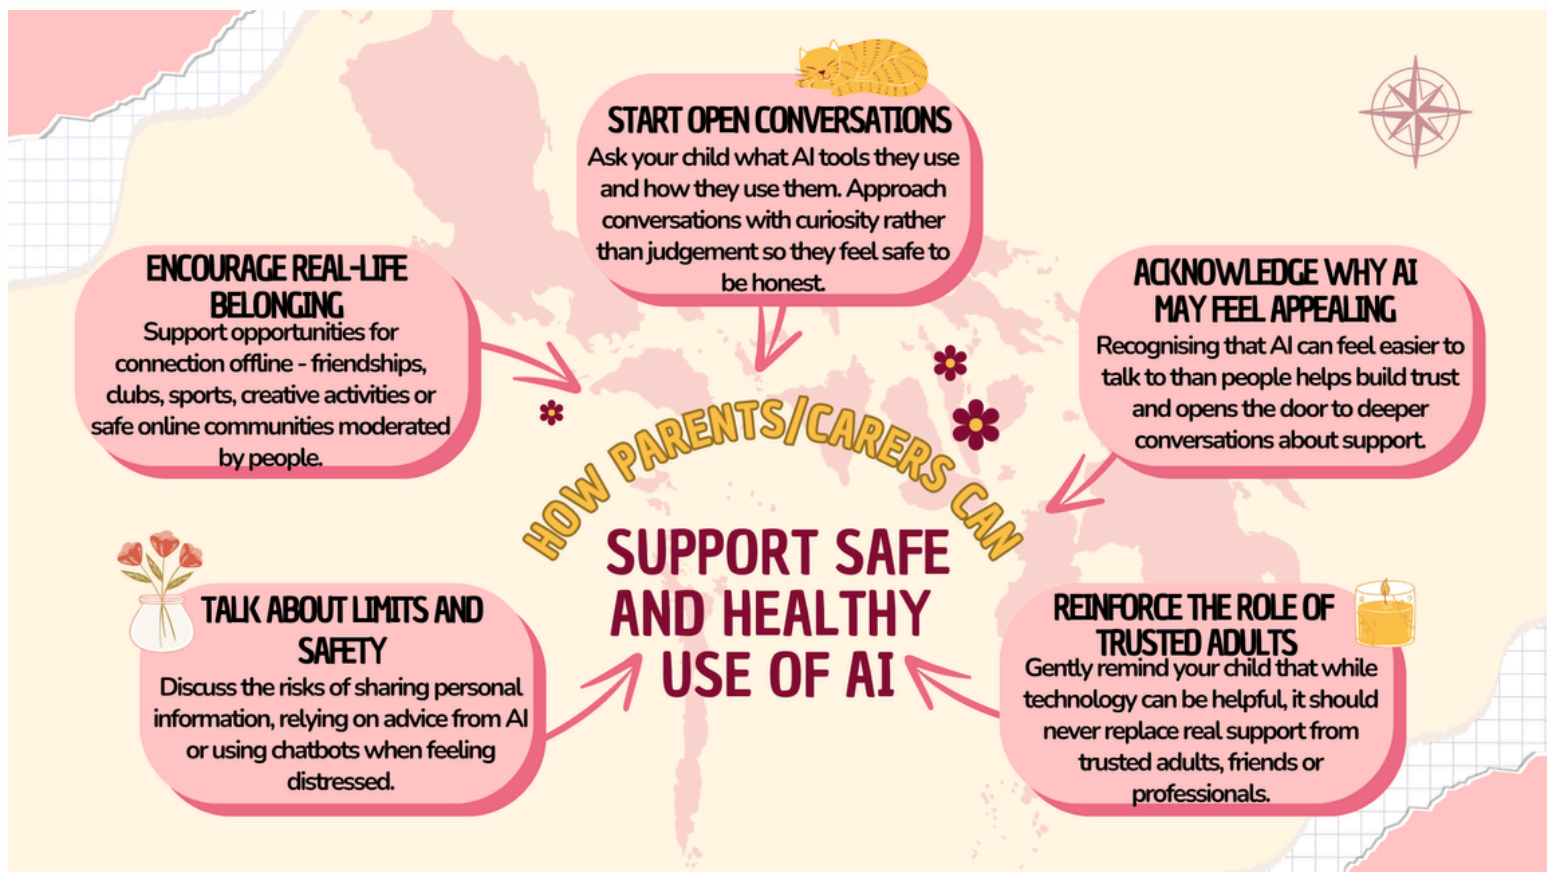 START OPEN CONVERSATIONS
Ask your child what AI tools they use
and how they use them. Approach
conversations with curiosity rather
than judgement so they feel safe to
be honest.
ENCOURAGE REAL-LIFE
BELONGING
Support opportunities for
connection offline - friendships,
clubs, sports, creative activities or
safe online communities moderated
by people.
ACKNOWLEDGE WHY AI
MAY FEEL APPEALING
Recognising that AI can feel easier to
talk to than people helps build trust
and opens the door to deeper
conversations about support.
HOW PARENTS/CARERS CAN
SUPPORT SAFE
AND HEALTHY
USE OF AI
TALK ABOUT LIMITS AND
SAFETY
Discuss the risks of sharing personal
information, relying on advice from AI
or using chatbots when feeling
distressed.
REINFORCE THE ROLE OF
TRUSTED ADULTS
Gently remind your child that while
technology can be helpful, it should
never replace real support from
trusted adults, friends or
professionals.